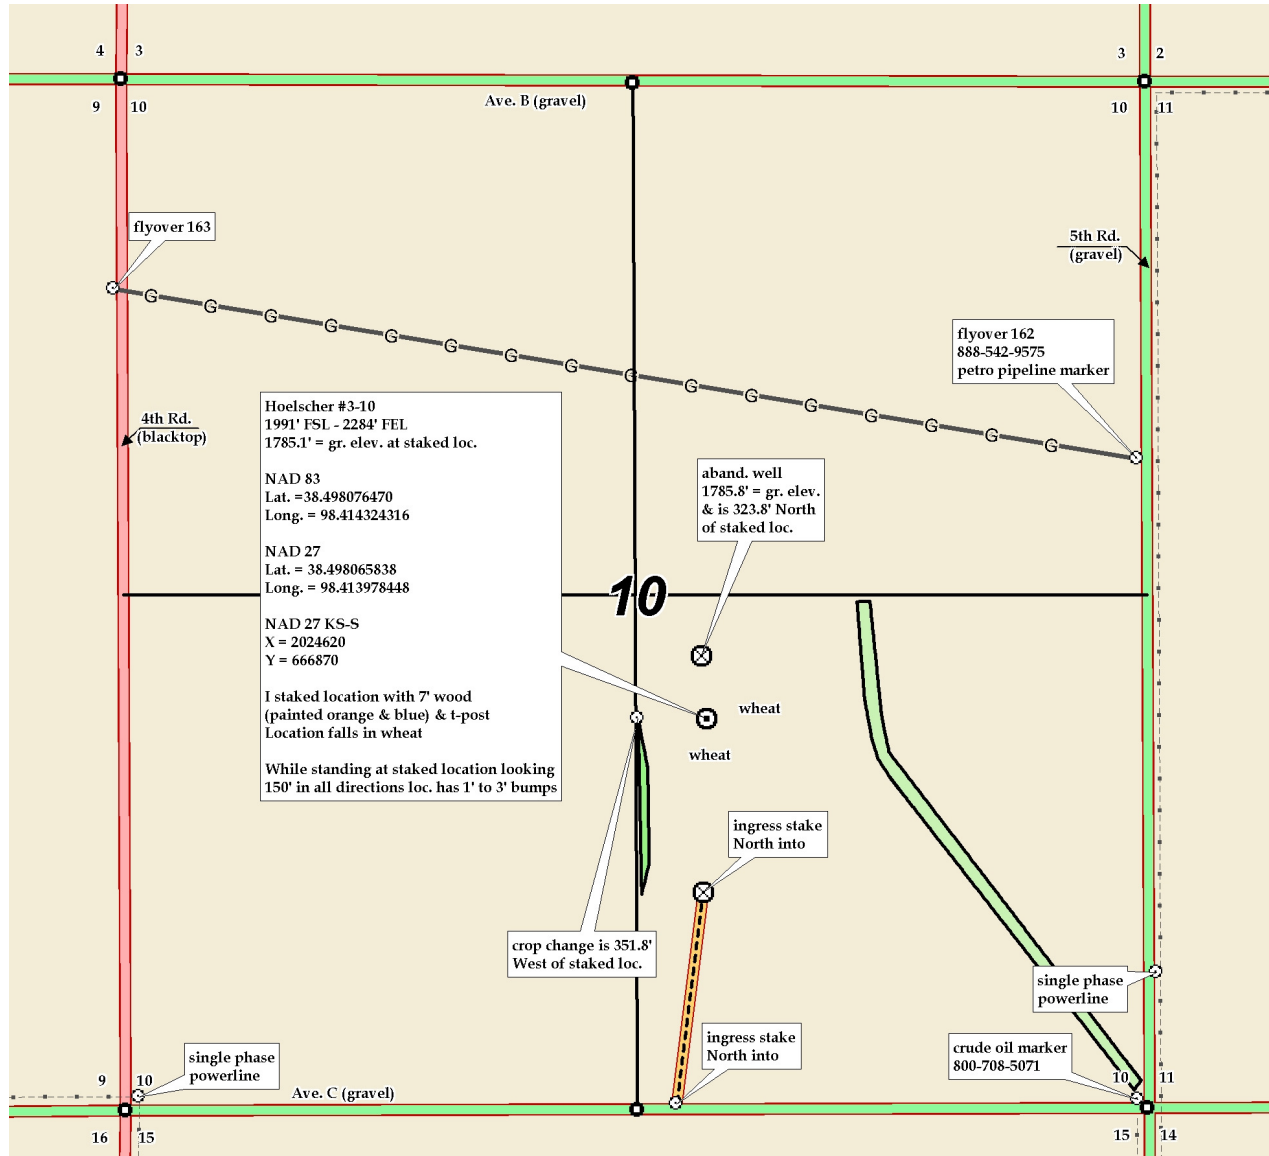 4 3
3 2
9 10
Ave. B (gravel)
10 11
flyover 163
5th Rd.
(gravel)
G G G G G G G G G G G G G G G G
flyover 162
888-542-9575
petro pipeline marker
4th Rd.
(blacktop)
Hoelscher #3-10
1991' FSL - 2284' FEL
1785.1' = gr. elev. at staked loc.
NAD 83
Lat. =38.498076470
Long. = 98.414324316
NAD 27
Lat. = 38.498065838
Long. = 98.413978448
NAD 27 KS-S
X = 2024620
Y = 666870
I staked location with 7' wood
(painted orange & blue) & t-post
Location falls in wheat
While standing at staked location looking
150' in all directions loc. has 1' to 3' bumps
aband. well
1785.8' = gr. elev.
& is 323.8' North
of staked loc.
10
wheat
wheat
ingress stake
North into
crop change is 351.8'
West of staked loc.
single phase
powerline
ingress stake
North into
crude oil marker
800-708-5071
single phase
powerline
9 10
Ave. C (gravel)
10 11
16 15
15 14